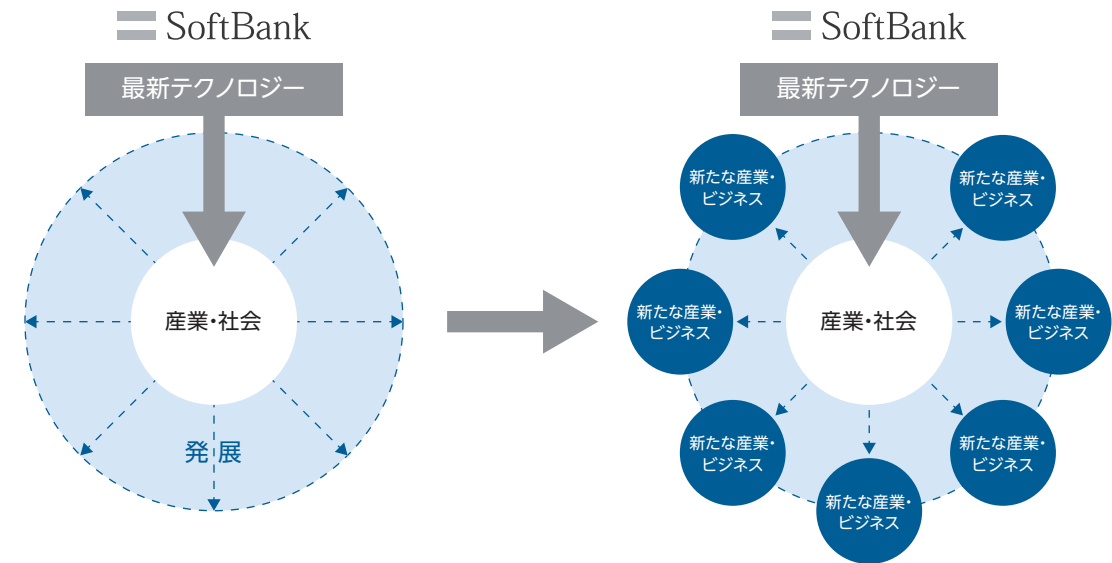 SoftBank
最新テクノロジー
産業・社会
発展
SoftBank
最新テクノロジー
新たな産業・
ビジネス
新たな産業・
ビジネス
新たな産業・
ビジネス
産業・社会
新たな産業・
ビジネス
新たな産業・
ビジネス
新たな産業・
ビジネス
新たな産業・
ビジネス